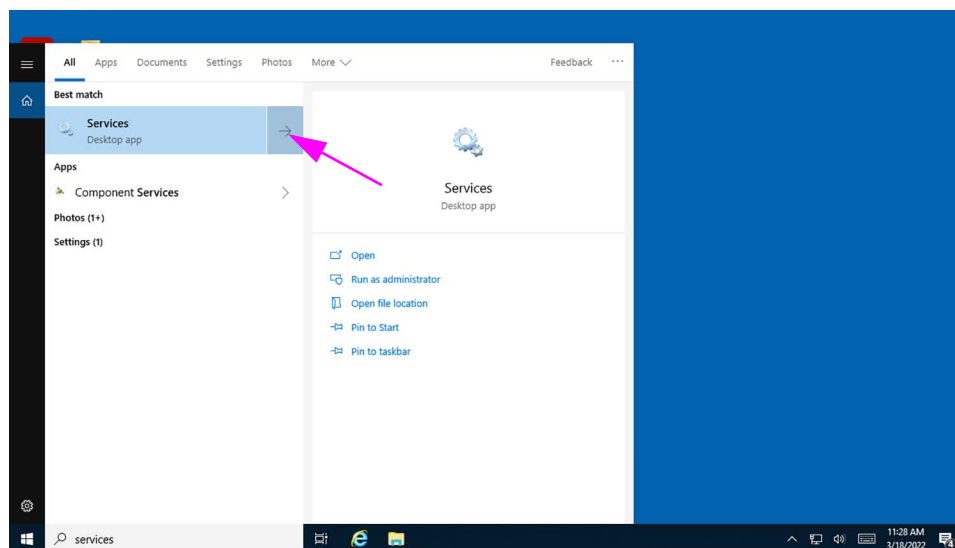 All Apps Documents Settings Photos More Feedback ...
Best match
Services
Desktop app
Apps
Component Services
Photos (1+)
Settings (1)
Services
Desktop app
Open
Run as administrator
Open file location
Pin to Start
Pin to taskbar
services
11:28 AM
3/18/2022
4